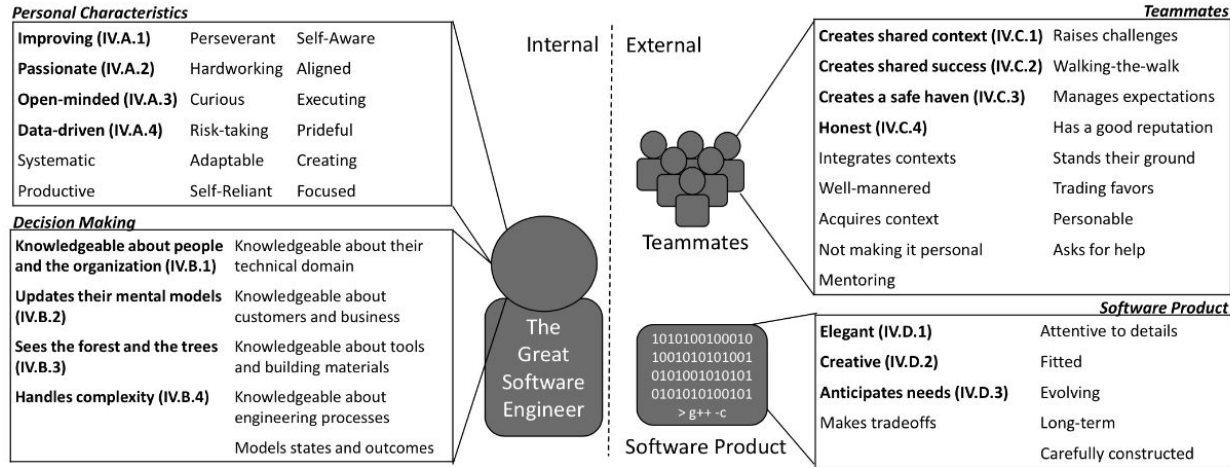 Personal Characteristics
Improving (IV.A.1) Perseverant Self-Aware
Passionate (IV.A.2) Hardworking Aligned
Open-minded (IV.A.3) Curious Executing
Data-driven (IV.A.4) Risk-taking Prideful
Systematic Adaptable Creating
Productive Self-Reliant Focused
Decision Making
Knowledgeable about people
and the organization (IV.B.1)
Updates their mental models
(IV.B.2)
Sees the forest and the trees
(IV.B.3)
Handles complexity (IV.B.4)
Knowledgeable about their
technical domain
Knowledgeable about
customers and business
Knowledgeable about tools
and building materials
Knowledgeable about
engineering processes
Models states and outcomes
Internal
External
The
Great
Software
Engineer
Teammates
1010100100010
1001010101001
0101001010101
0101010100101
> g++ -c
Software Product
Teammates
Creates shared context (IV.C.1) Raises challenges
Creates shared success (IV.C.2) Walking-the-walk
Creates a safe haven (IV.C.3) Manages expectations
Honest (IV.C.4) Has a good reputation
Integrates contexts Stands their ground
Well-mannered Trading favors
Acquires context Personable
Not making it personal Asks for help
Mentoring
Software Product
Elegant (IV.D.1) Attentive to details
Creative (IV.D.2) Fitted
Anticipates needs (IV.D.3) Evolving
Makes tradeoffs Long-term
Carefully constructed